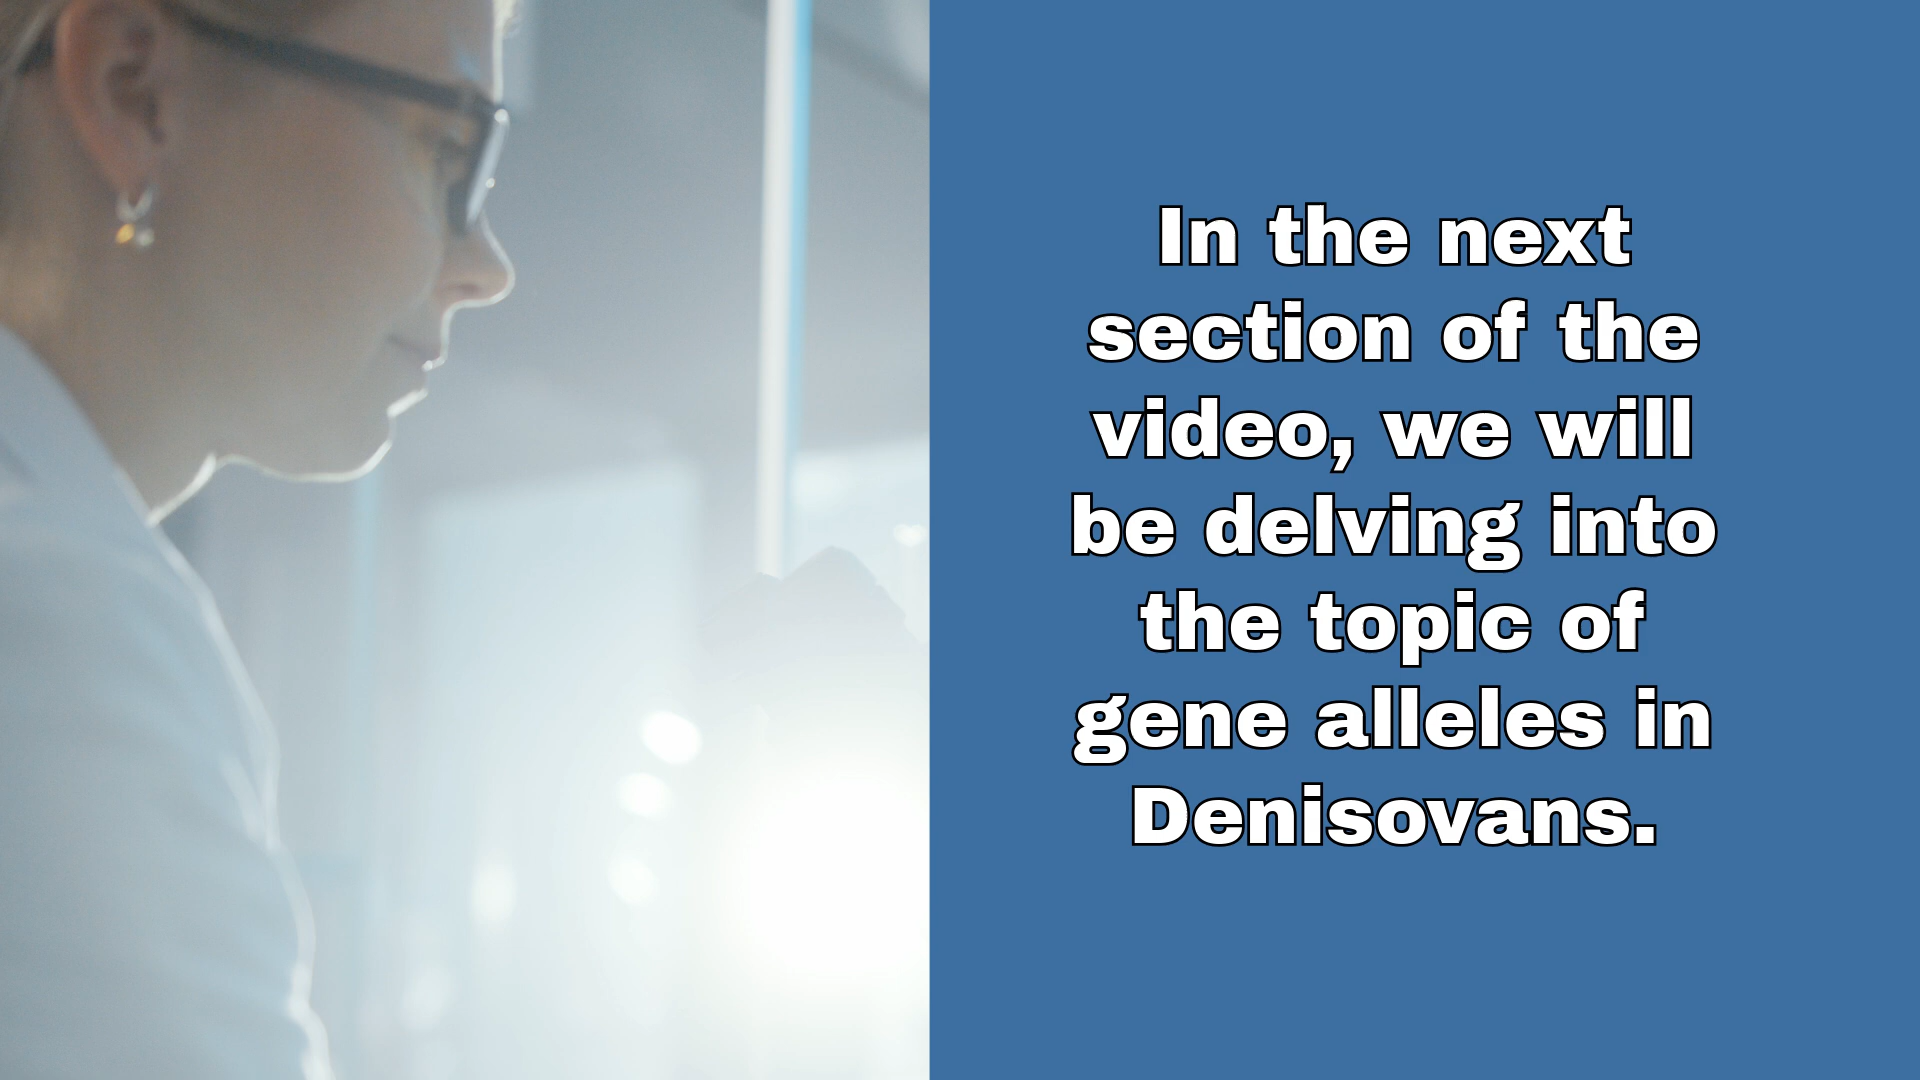 In the next
section of the
video, we will
be delving into
the topic of
gene alleles in
Denisovans.